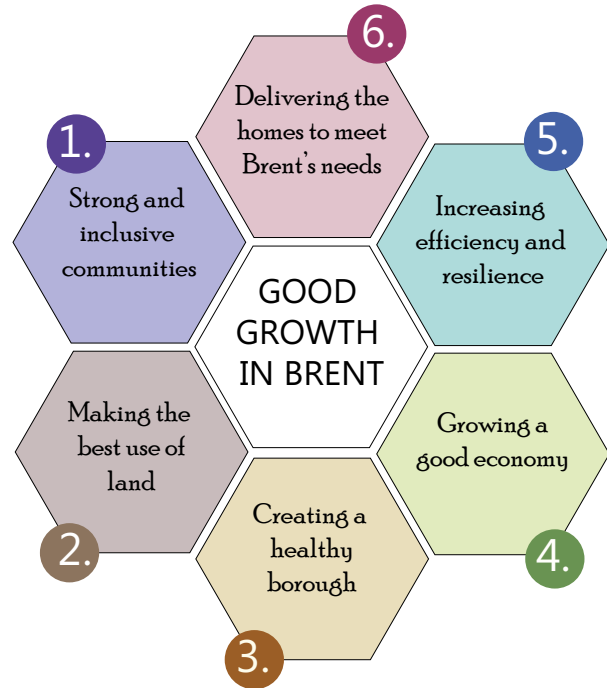 6.
Delivering the
homes to meet
Brent's needs
1.
Strong and
inclusive
communities
5.
Increasing
efficiency and
resilience
GOOD
GROWTH
IN BRENT
Making the
best use of
land
2.
Growing a
good economy
4.
Creating a
healthy
borough
3.